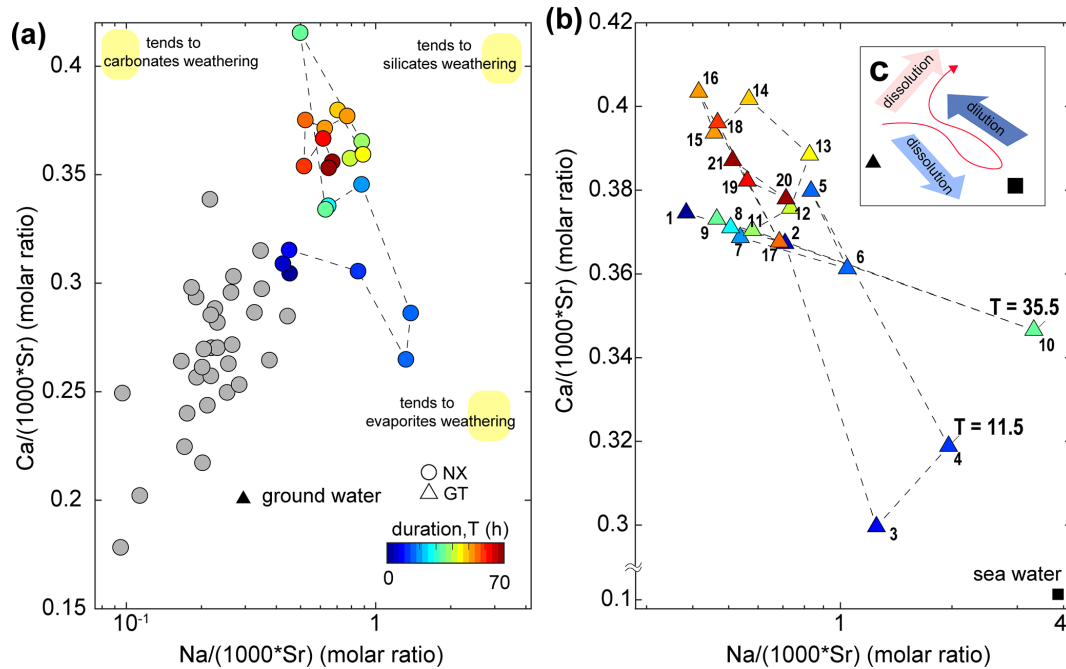 (a)
tends to
carbonates weathering
tends to
silicates weathering
tends to
evaporites weathering
NX
GT
ground water
duration,T (h)
0
70
0.4
0.35
0.3
0.25
0.2
0.15
10-1
1
Ca/(1000*Sr) (molar ratio)
Na/(1000*Sr) (molar ratio)
(b)
0.42
0.40
0.38
0.36
0.34
0.32
0.3
0.1
1
2
4
Ca/(1000*Sr) (molar ratio)
Na/(1000*Sr) (molar ratio)
16
14
18
15
13
21
5
19
20
1
8
11
12
9
7
17
2
6
T = 35.5
10
T = 11.5
4
3
sea water
C
dissolution
dilution
dissolution